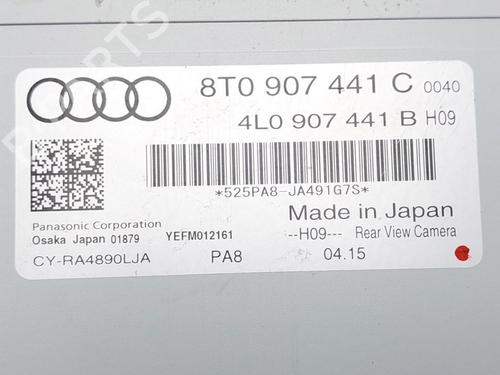 8T0 907 441 C 0040
4L0 907 441 B H09
*525PA8-JA491G7S*
Panasonic Corporation
Made in Japan
Osaka Japan 01879 YEFM012161
--H09--- Rear View Camera
CY-RA4890LJA PA8 04.15